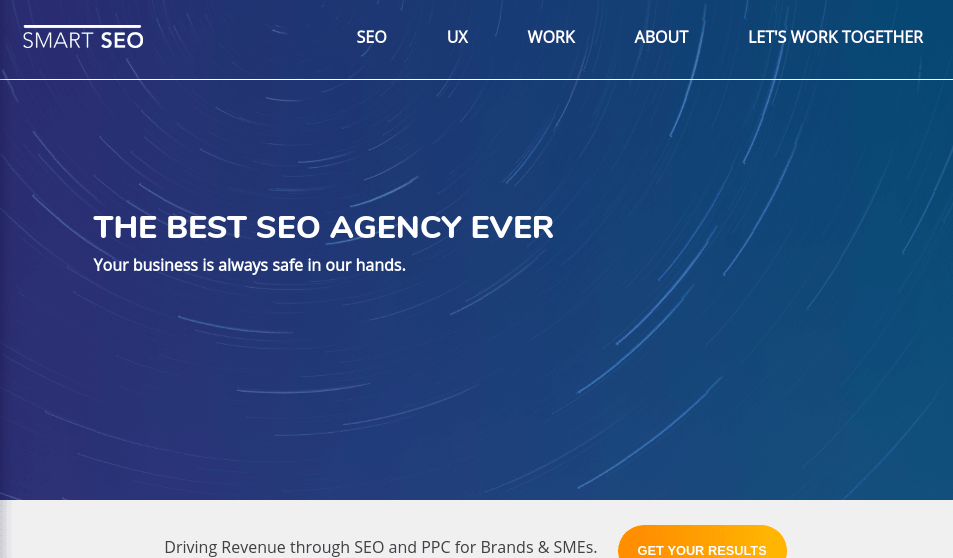 SMART SEO
SEO
UX
WORK
ABOUT
LET'S WORK TOGETHER
THE BEST SEO AGENCY EVER
Your business is always safe in our hands.
Driving Revenue through SEO and PPC for Brands & SMEs.
GET YOUR RESULTS